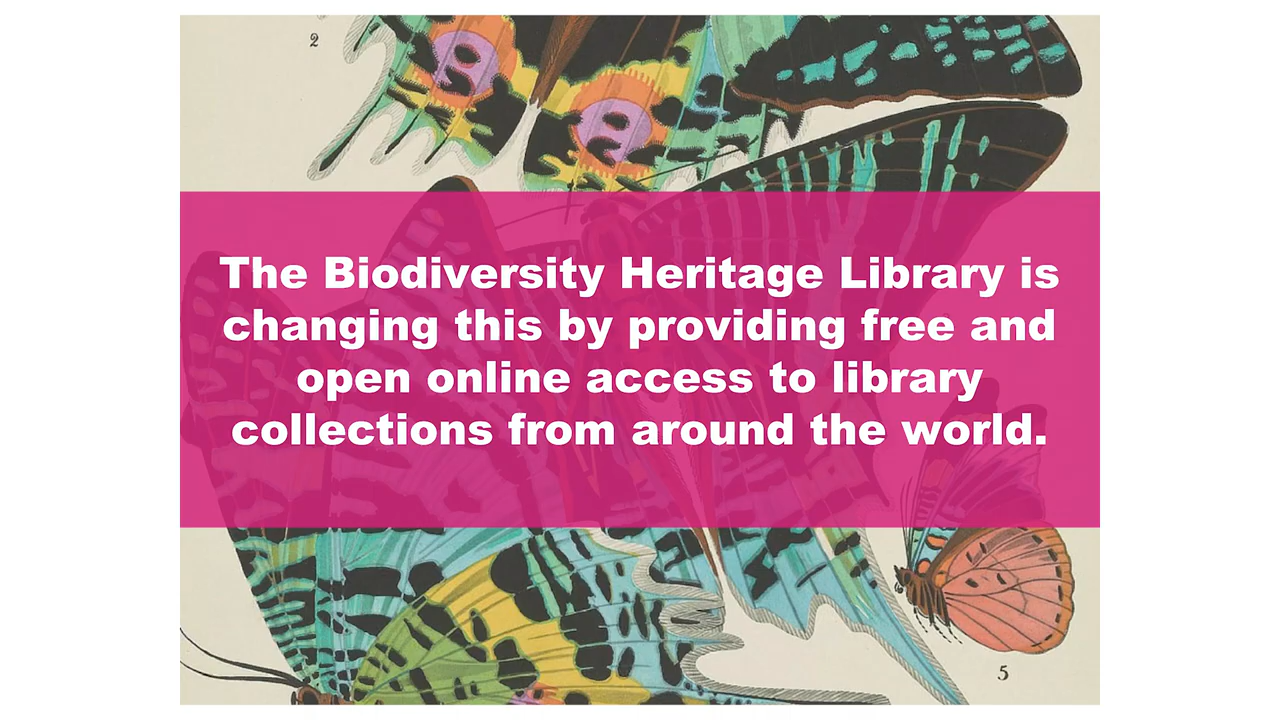 2
The Biodiversity Heritage Library is
changing this by providing free and
open online access to library
collections from around the world.
5